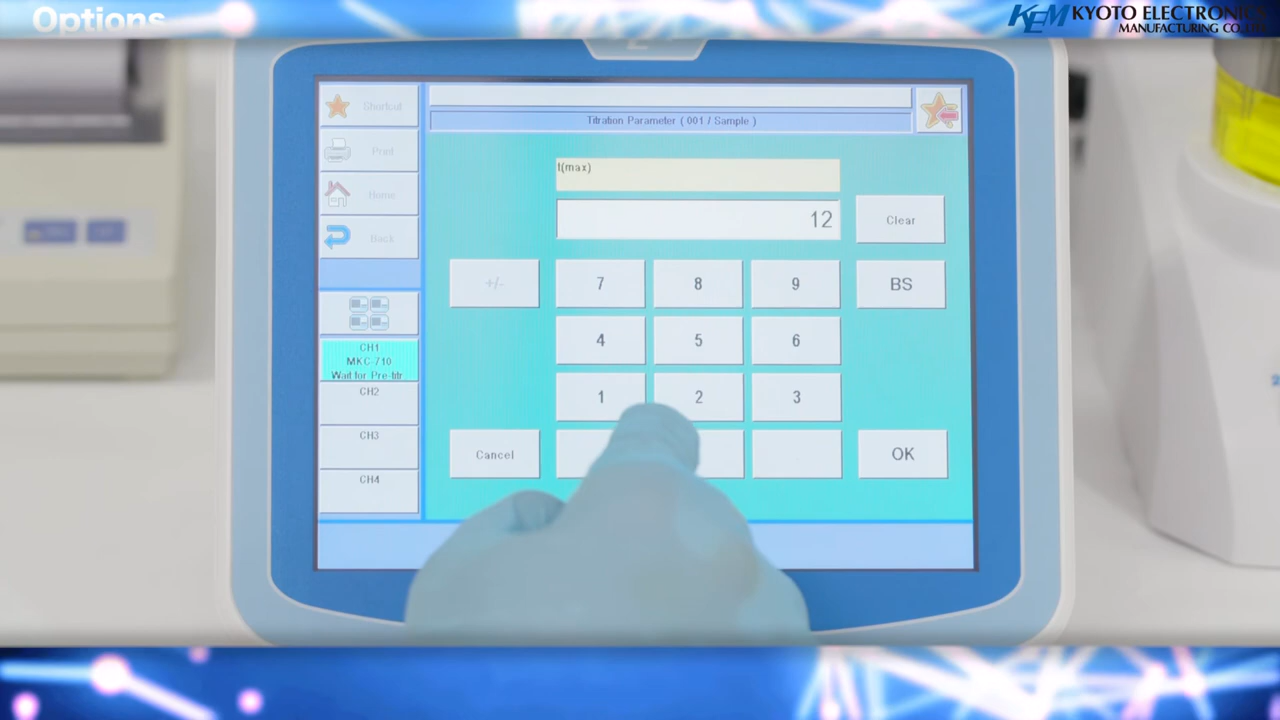 Options
KEM KYOTO ELECTRONICS
MANUFACTURING CO.,LTD.
Shortcut
Print
Home
Back
Titration Parameter ( 001 / Sample )
t(max)
12
Clear
+/-
7
8
9
BS
4
5
6
1
2
3
Cancel
OK
CH1
MKC-710
Wait for Pre-titr
CH2
CH3
CH4